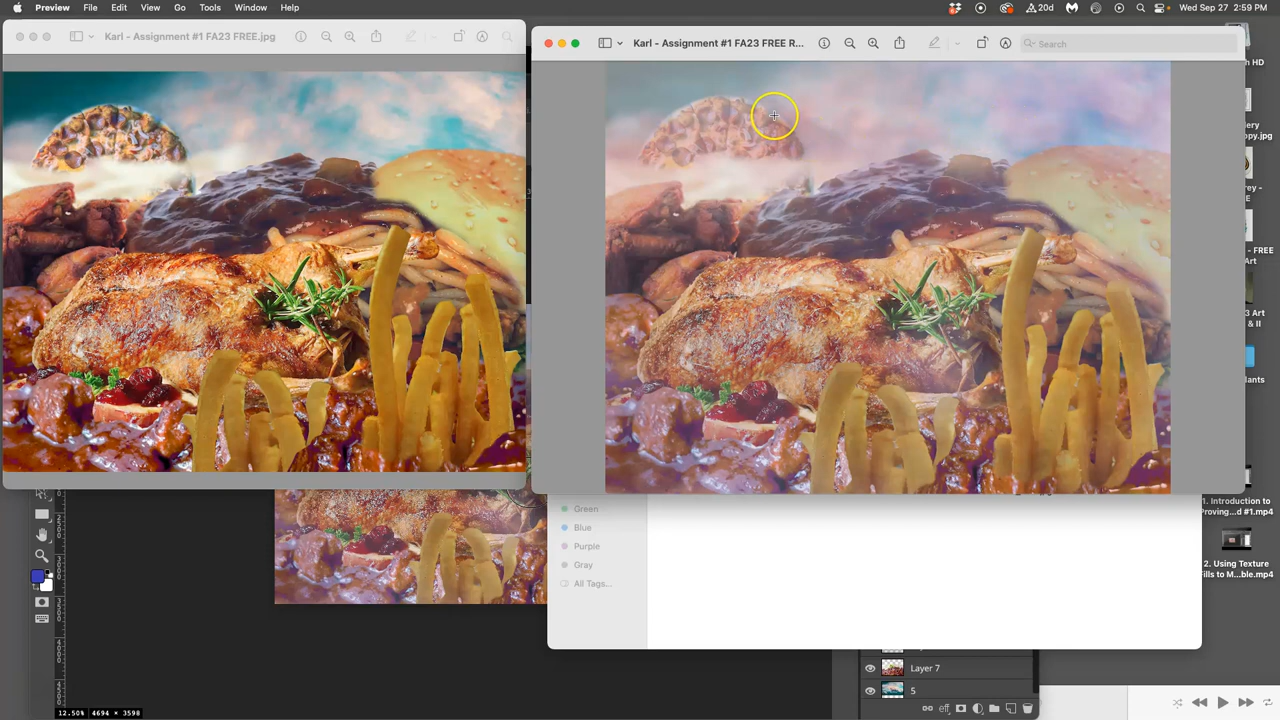 Preview File Edit View Go Tools Window Help
20d
Wed Sep 27 2:59 PM
Karl - Assignment #1 FA23 FREE.jpg
Karl - Assignment #1 FA23 FREE R...
Search
Green
Blue
Purple
Gray
All Tags...
12.50% 4694 x 3598
Layer 7
5
1. Introduction to
Proving...d #1.mp4
2. Using Texture
Fills to M...ble.mp4